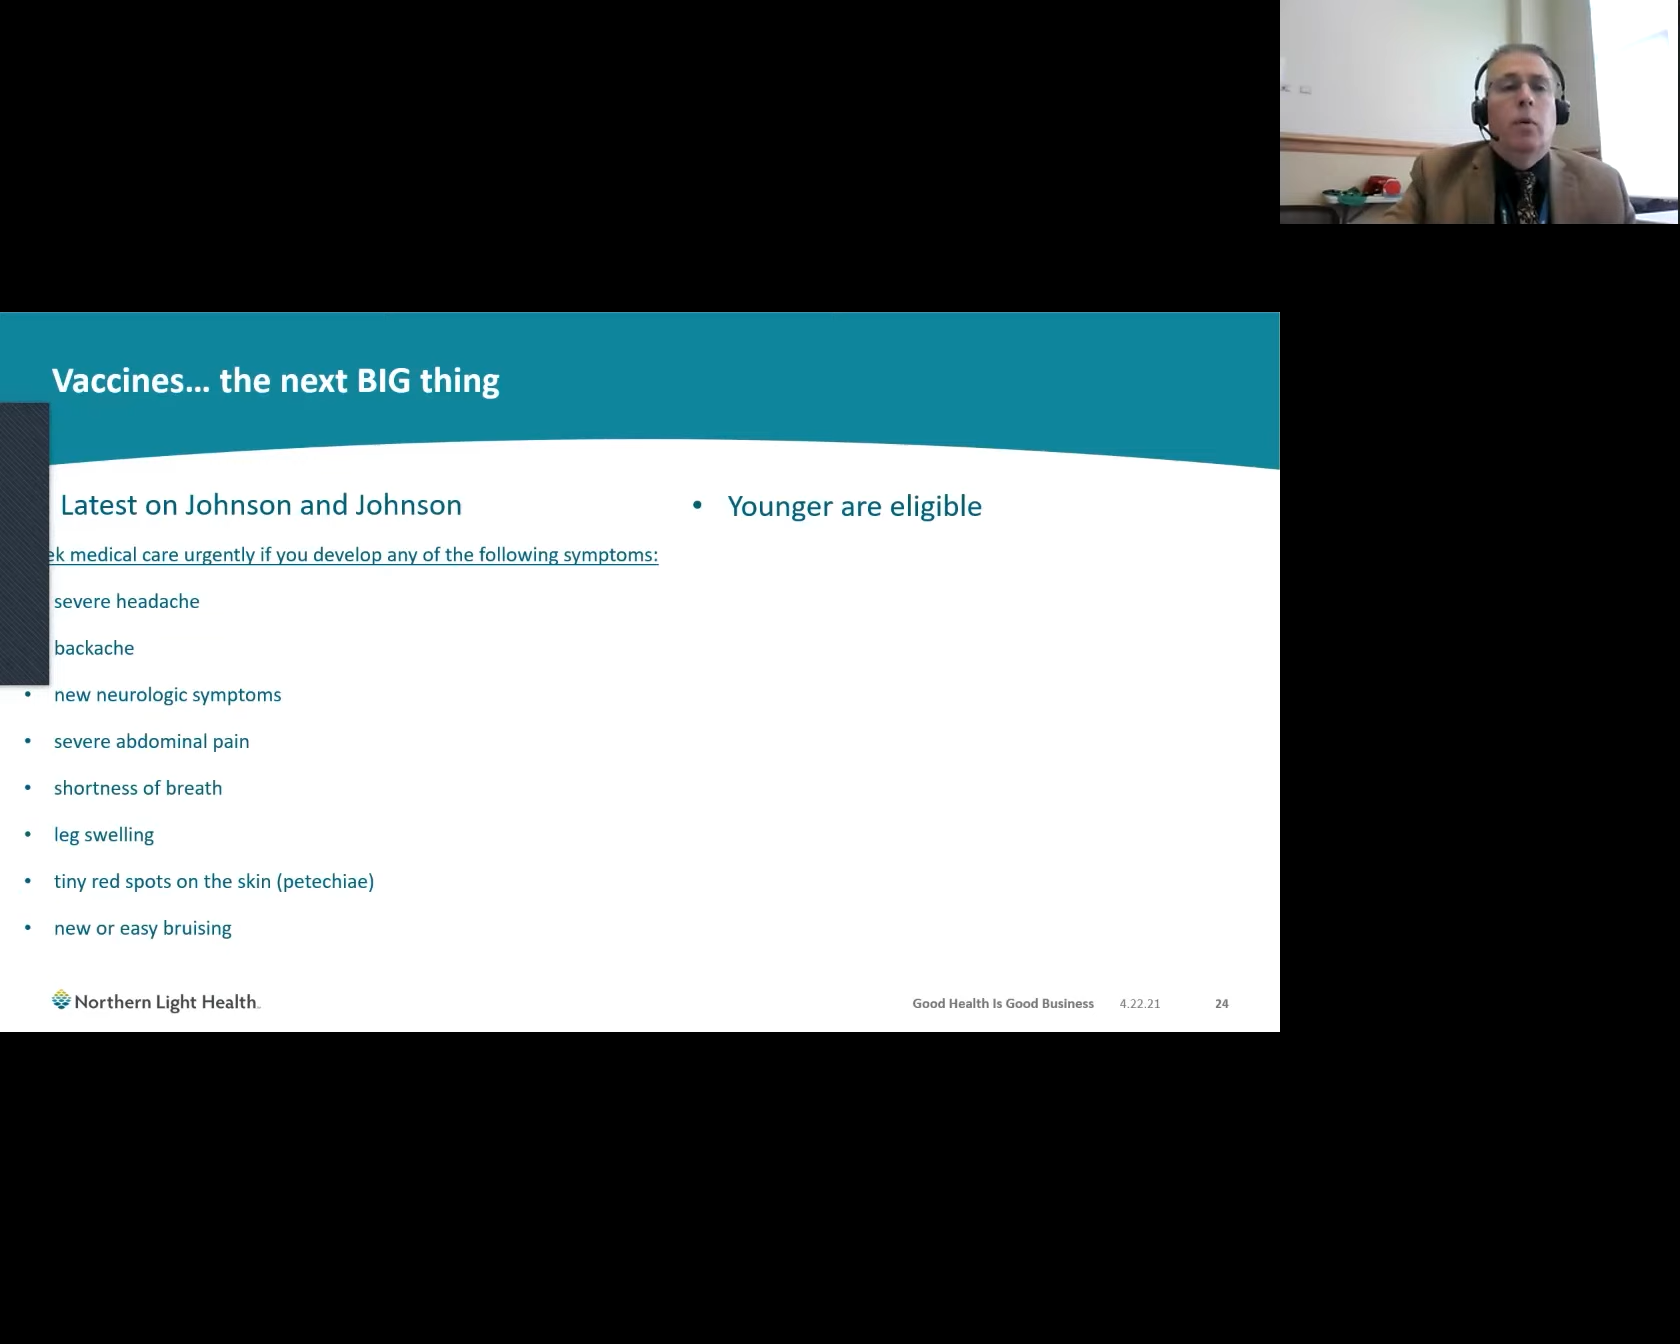 Vaccines... the next BIG thing
Latest on Johnson and Johnson
medical care urgently if you develop any of the following symptoms:
severe headache
backache
• new neurologic symptoms
• severe abdominal pain
• shortness of breath
• leg swelling
• tiny red spots on the skin (petechiae)
• new or easy bruising
• Younger are eligible
Northern Light Health
Good Health Is Good Business 4.22.21 24